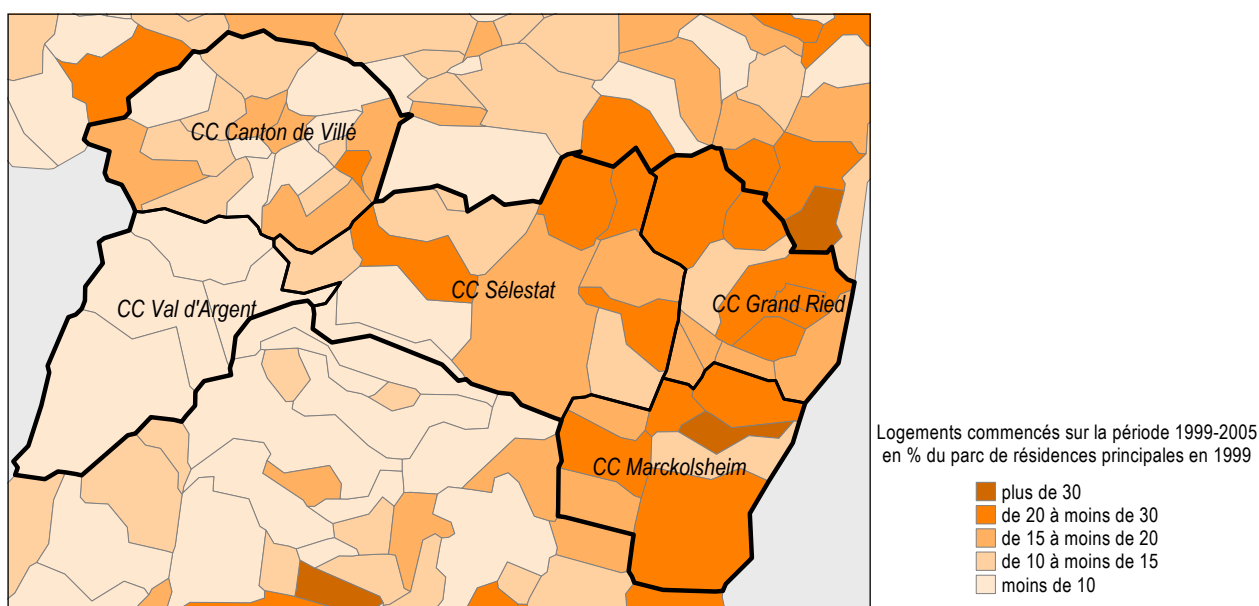 CC Canton de Villé
CC Sélestat
CC Val d'Argent
CC Grand Ried
CC Marckolsheim
Logements commencés sur la période 1999-2005
en % du parc de résidences principales en 1999
plus de 30
de 20 à moins de 30
de 15 à moins de 20
de 10 à moins de 15
moins de 10